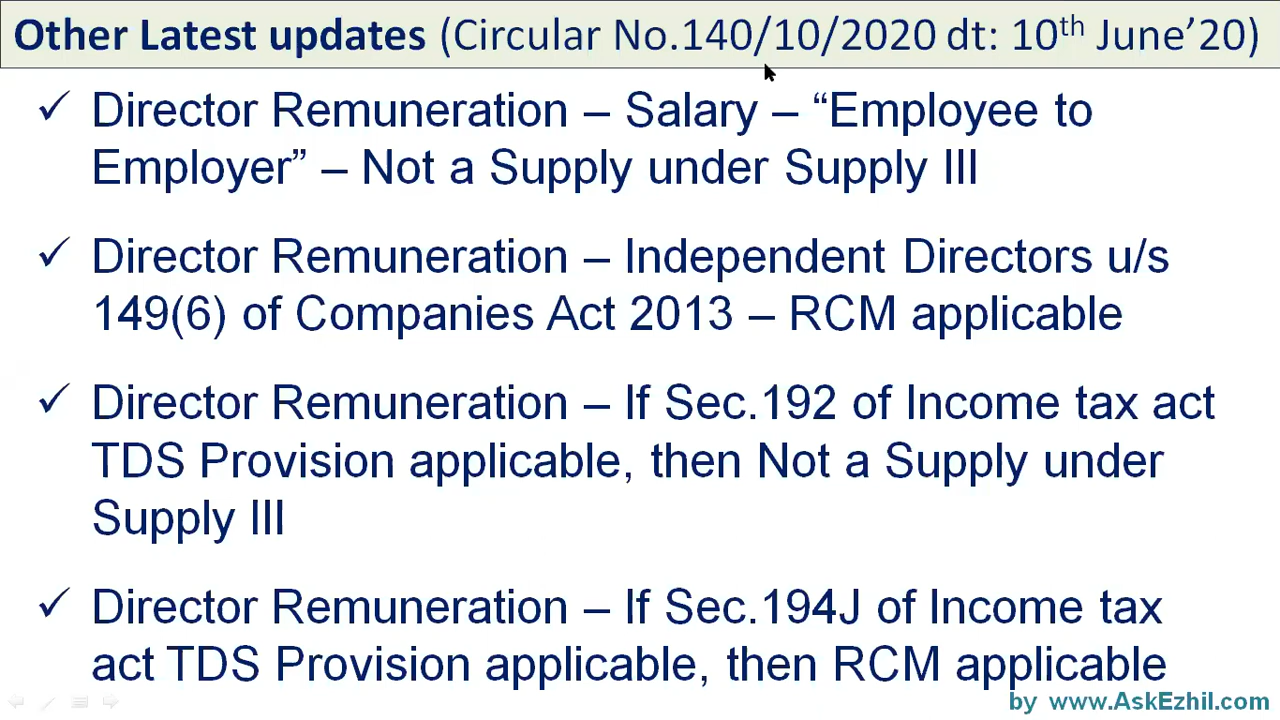 Other Latest updates (Circular No.140/10/2020 dt: 10th June’20)
✓ Director Remuneration – Salary – “Employee to
Employer” – Not a Supply under Supply III
✓ Director Remuneration – Independent Directors u/s
149(6) of Companies Act 2013 – RCM applicable
✓ Director Remuneration – If Sec.192 of Income tax act
TDS Provision applicable, then Not a Supply under
Supply III
✓ Director Remuneration – If Sec.194J of Income tax
act TDS Provision applicable, then RCM applicable
by www.AskEzhil.com